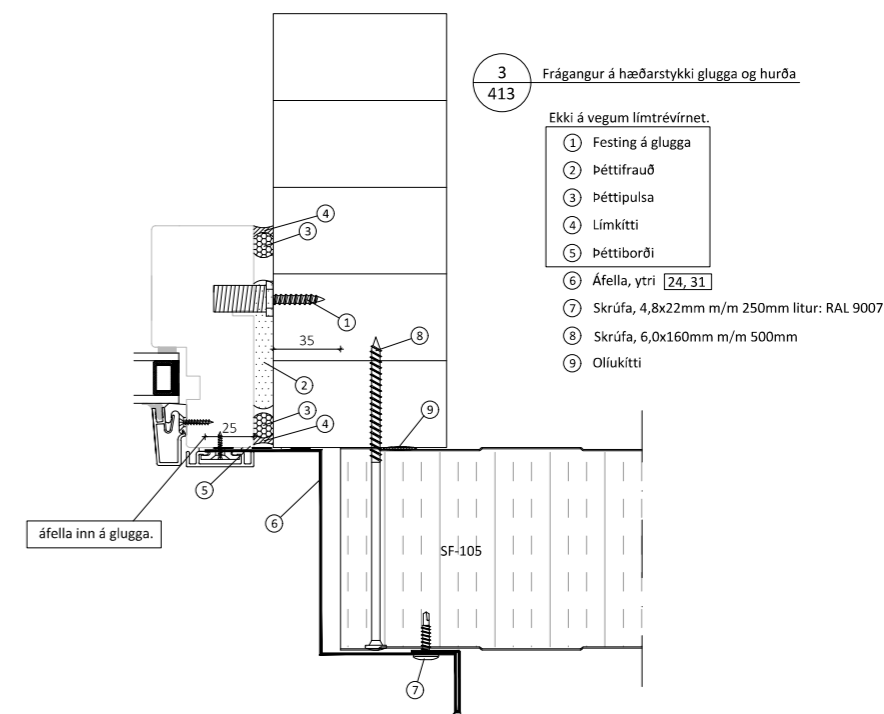 3
413
Frágangur á hæðarstykki glugga og hurða
Ekki á vegum límtrévírnet.
1 Festing á glugga
2 Þéttifrauð
3 Þéttipulsa
4 Límkítti
5 Þéttiborði
6 Áfella, ytri 24, 31
7 Skrúfa, 4,8x22mm m/m 250mm litur: RAL 9007
8 Skrúfa, 6,0x160mm m/m 500mm
9 Olíukítti
4
3
1
35
8
2
3
9
25
4
5
6
áfella inn á glugga.
SF-105
7